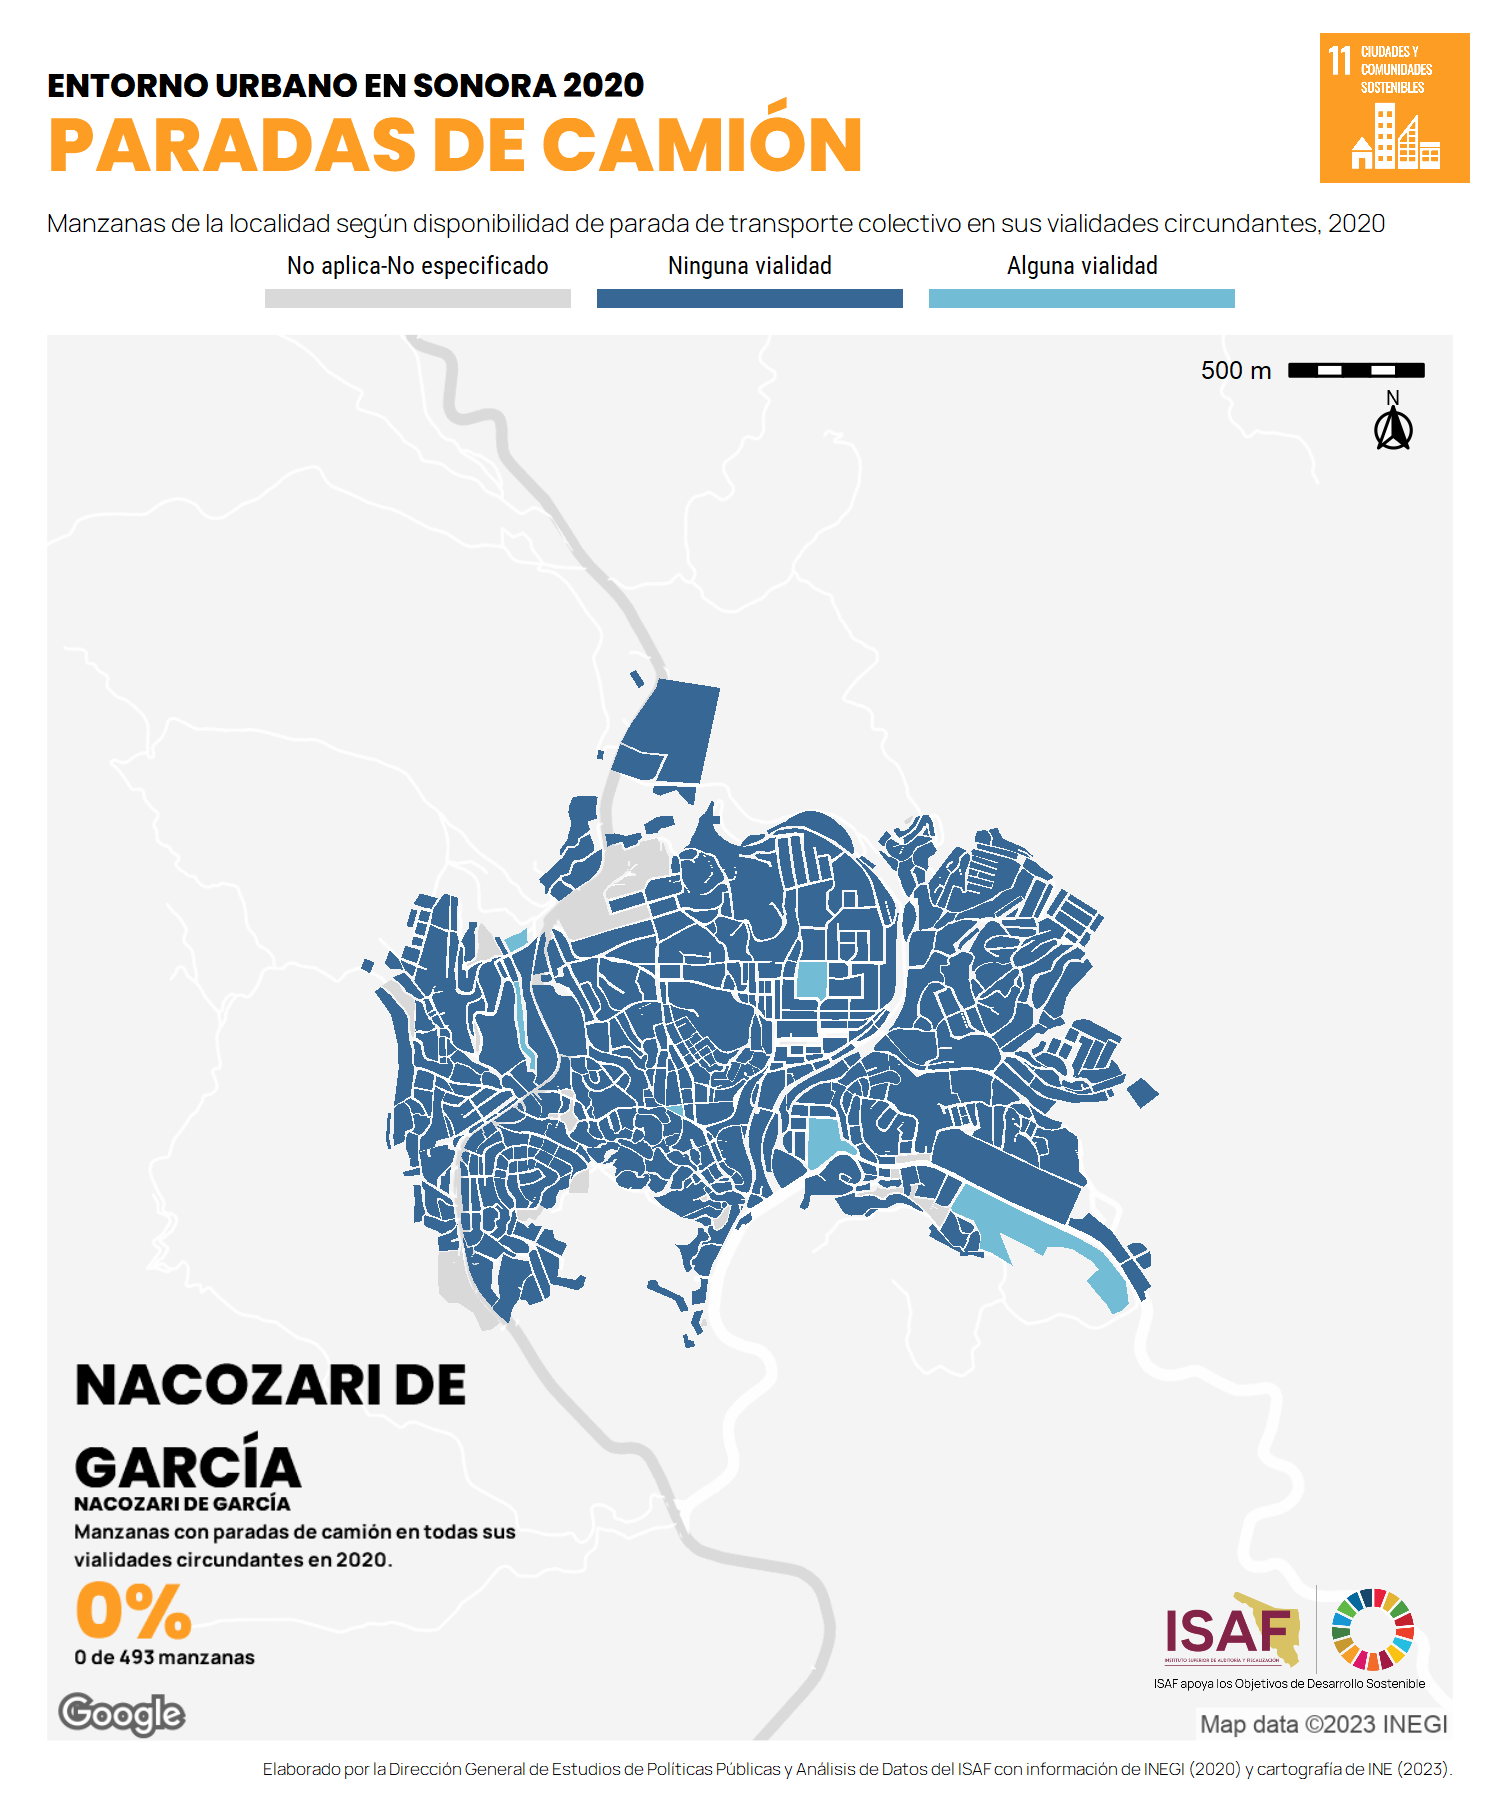 ENTORNO URBANO EN SONORA 2020
PARADAS DE CAMIÓN
11 CIUDADES Y
COMUNIDADES
SOSTENIBLES
Manzanas de la localidad según disponibilidad de parada de transporte colectivo en sus vialidades circundantes, 2020
No aplica-No especificado
Ninguna vialidad
Alguna vialidad
500 m
N
NACOZARI DE
GARCÍA
NACOZARI DE GARCÍA
Manzanas con paradas de camión en todas sus
vialidades circundantes en 2020.
0%
0 de 493 manzanas
Google
ISAF
INSTITUTO SUPERIOR DE AUDITORÍA Y FISCALIZACIÓN
ISAF apoya los Objetivos de Desarrollo Sostenible
Map data ©2023 INEGI
Elaborado por la Dirección General de Estudios de Políticas Públicas y Análisis de Datos del ISAF con información de INEGI (2020) y cartografía de INE (2023).